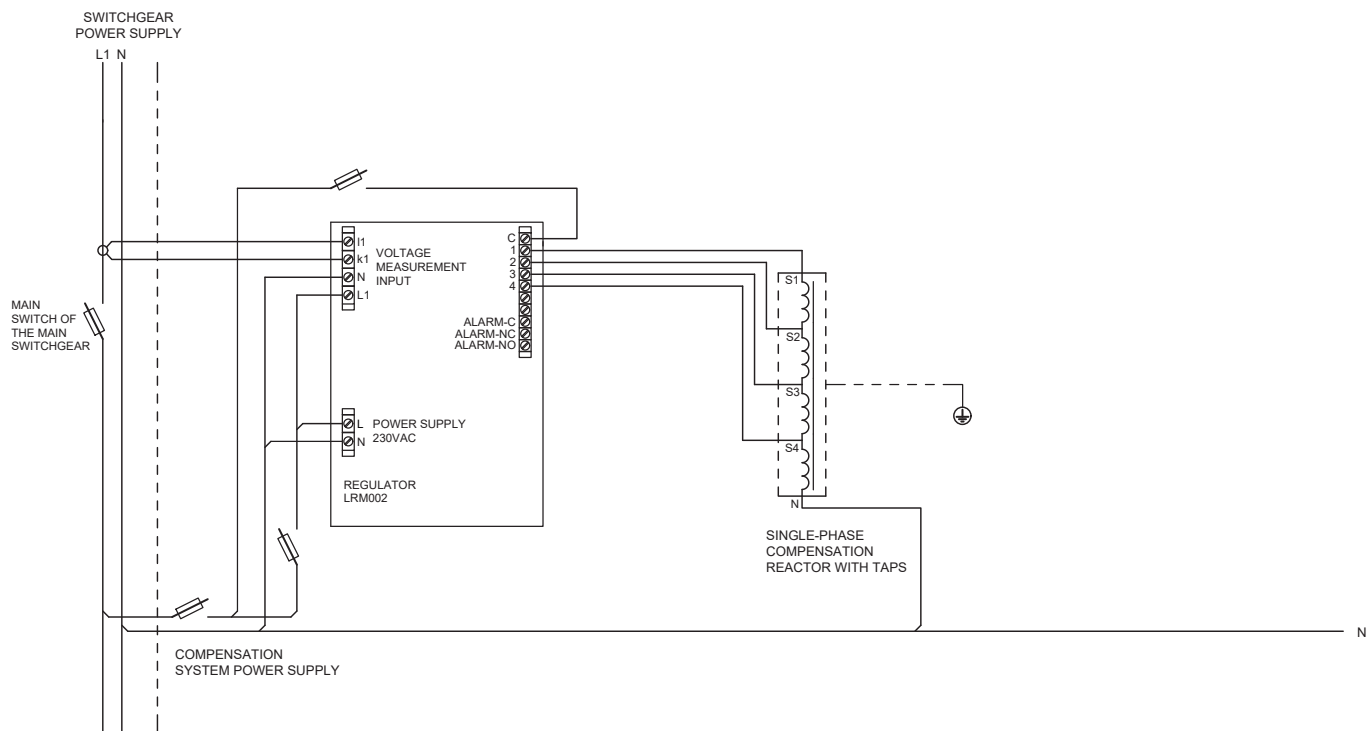 SWITCHGEAR
POWER SUPPLY
L1 N
l1
k1
N
L1
VOLTAGE
MEASUREMENT
INPUT
C
1
2
3
4
ALARM-C
ALARM-NC
ALARM-NO
MAIN
SWITCH OF
THE MAIN
SWITCHGEAR
S1
S2
S3
S4
N
L
N
POWER SUPPLY
230VAC
REGULATOR
LRM002
SINGLE-PHASE
COMPENSATION
REACTOR WITH TAPS
N
COMPENSATION
SYSTEM POWER SUPPLY